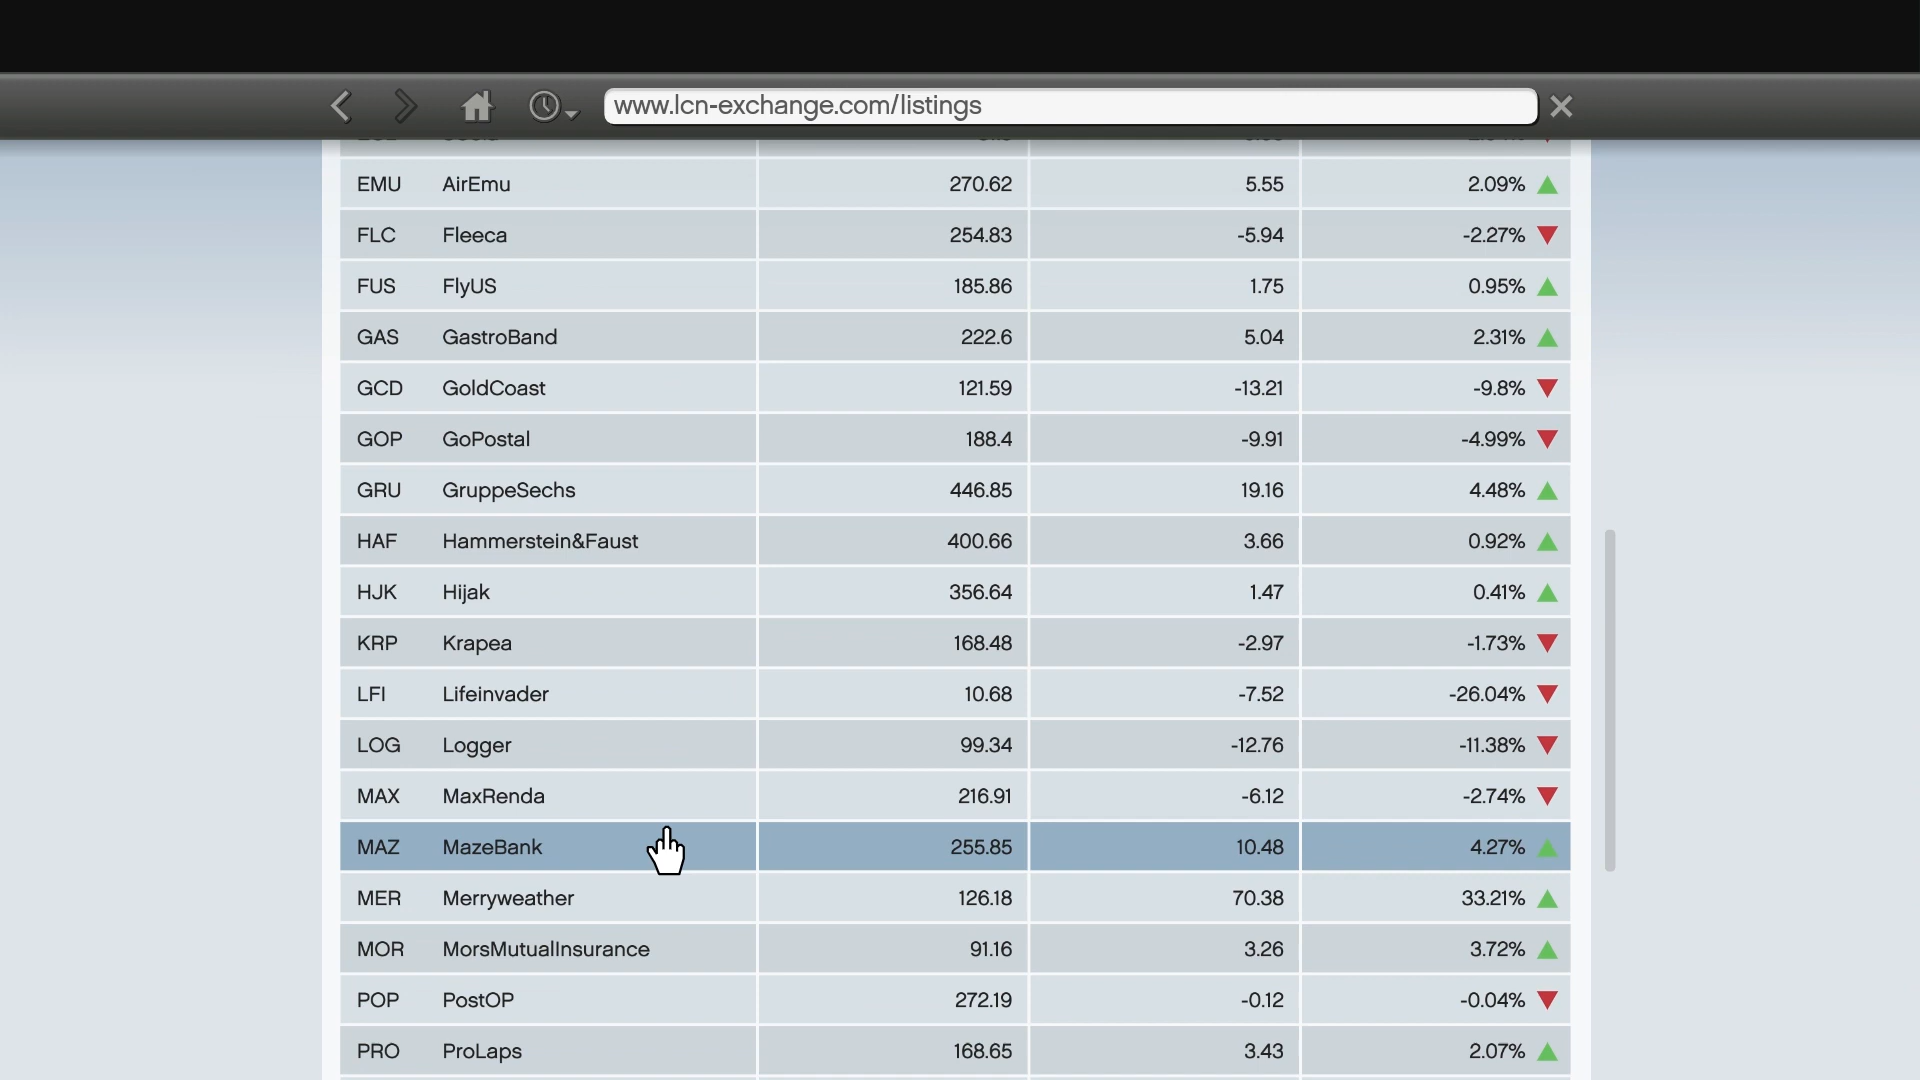 www.lcn-exchange.com/listings
EMU AirEmu 270.62 5.55 2.09%
FLC Fleeca 254.83 -5.94 -2.27%
FUS FlyUS 185.86 1.75 0.95%
GAS GastroBand 222.6 5.04 2.31%
GCD GoldCoast 121.59 -13.21 -9.8%
GOP GoPostal 188.4 -9.91 -4.99%
GRU GruppeSechs 446.85 19.16 4.48%
HAF Hammerstein&Faust 400.66 3.66 0.92%
HJK Hijak 356.64 1.47 0.41%
KRP Krapea 168.48 -2.97 -1.73%
LFI Lifeinvader 10.68 -7.52 -26.04%
LOG Logger 99.34 -12.76 -11.38%
MAX MaxRenda 216.91 -6.12 -2.74%
MAZ MazeBank 255.85 10.48 4.27%
MER Merryweather 126.18 70.38 33.21%
MOR MorsMutualInsurance 91.16 3.26 3.72%
POP PostOP 272.19 -0.12 -0.04%
PRO ProLaps 168.65 3.43 2.07%